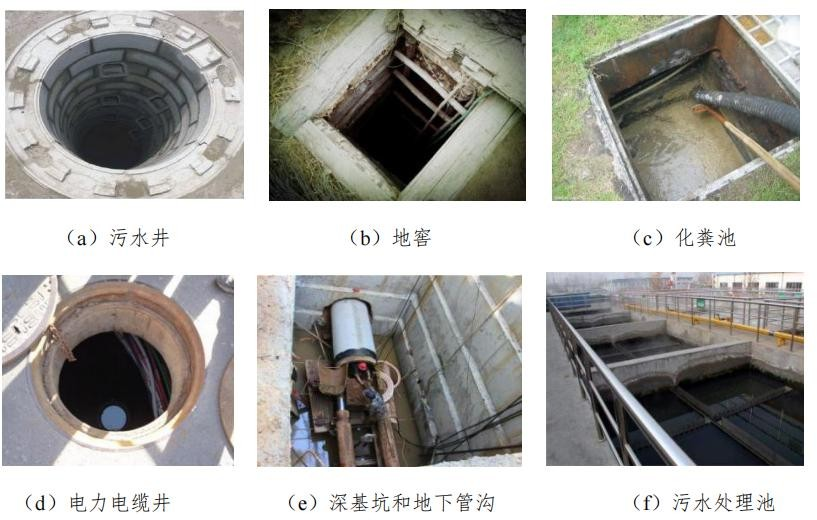 （a）污水井
（b）地窖
（c）化粪池
（d）电力电缆井
（e）深基坑和地下管沟
（f）污水处理池